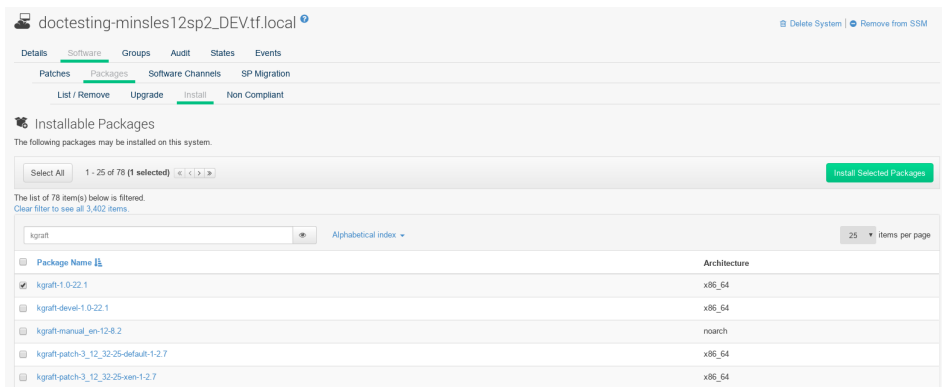 doctesting-minsles12sp2_DEV.tf.local ?
Delete System | Remove from SSM
Details Software Groups Audit States Events
Patches Packages Software Channels SP Migration
List / Remove Upgrade Install Non Compliant
Installable Packages
The following packages may be installed on this system.
Select All 1 - 25 of 78 (1 selected) Install Selected Packages
The list of 78 item(s) below is filtered.
Clear filter to see all 3,402 items.
kgraft Alphabetical index 25 items per page
Package Name Architecture
kgraft-1.0-22.1 x86_64
kgraft-devel-1.0-22.1 x86_64
kgraft-manual_en-12-8.2 noarch
kgraft-patch-3_12_32-25-default-1-2.7 x86_64
kgraft-patch-3_12_32-25-xen-1-2.7 x86_64